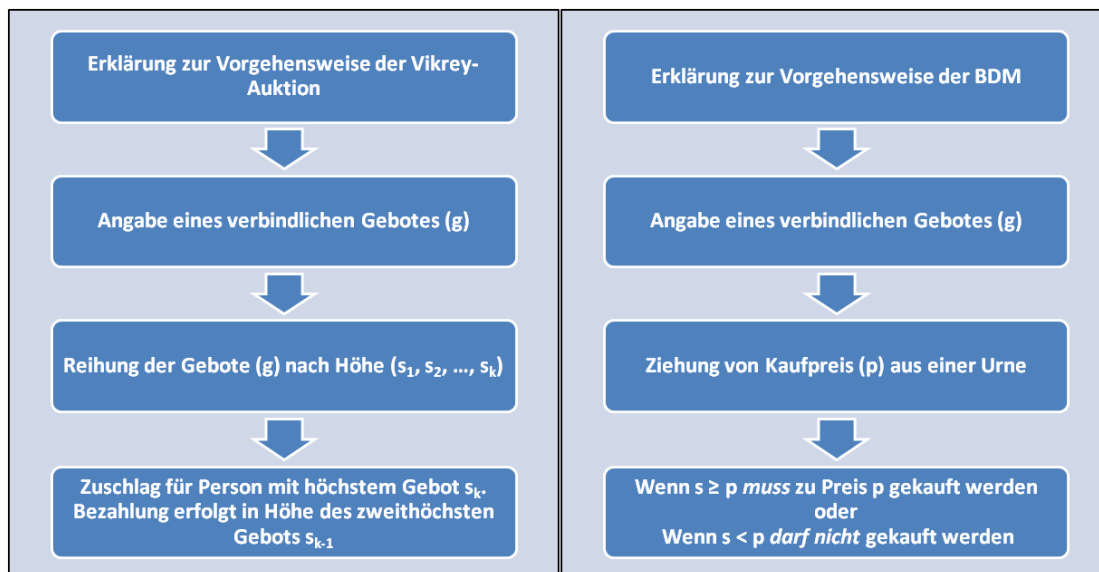 Erklärung zur Vorgehensweise der Vikrey-
Auktion
Angabe eines verbindlichen Gebotes (g)
Reihung der Gebote (g) nach Höhe (s₁, s₂, …, sₖ)
Zuschlag für Person mit höchstem Gebot sₖ.
Bezahlung erfolgt in Höhe des zweithöchsten
Gebots sₖ₋₁
Erklärung zur Vorgehensweise der BDM
Angabe eines verbindlichen Gebotes (g)
Ziehung von Kaufpreis (p) aus einer Urne
Wenn s ≥ p muss zu Preis p gekauft werden
oder
Wenn s < p darf nicht gekauft werden